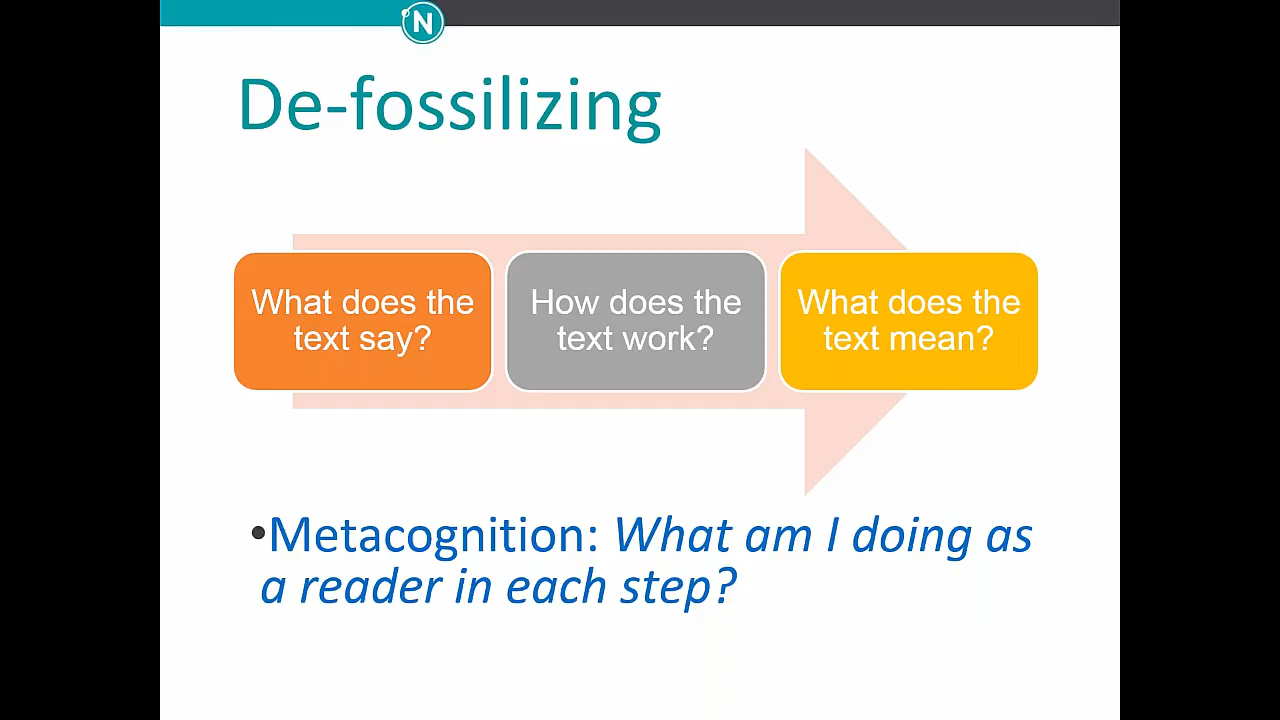 N
De-fossilizing
What does the
text say?
How does the
text work?
What does the
text mean?
•Metacognition: What am I doing as
a reader in each step?